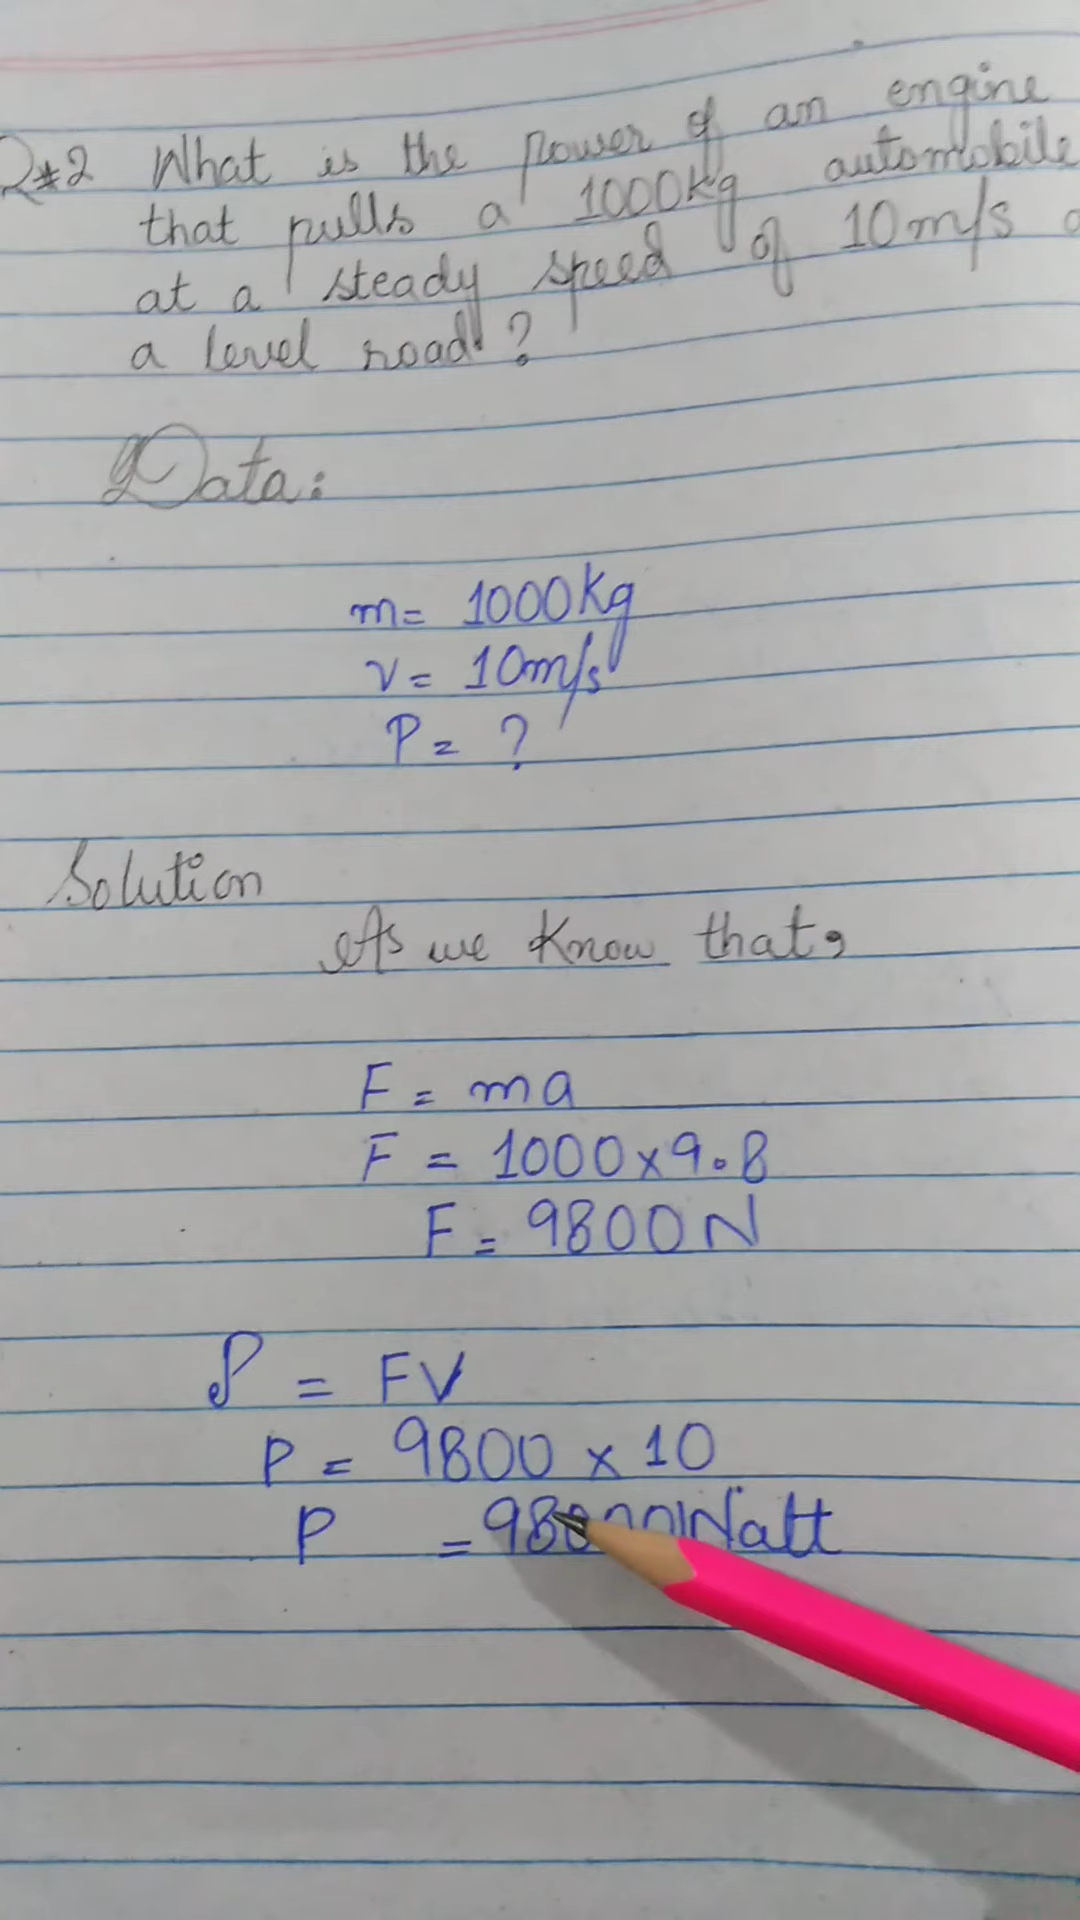 Q#2 What is the power of an engine
that pulls a 1000kg automobile
at a steady speed of 10m/s
a level road?
Data:
m= 1000kg
v= 10m/s
P= ?
Solution
As we know that,
F = ma
F = 1000×9.8
F = 9800N
P = FV
P = 9800 × 10
P = 98000Watt